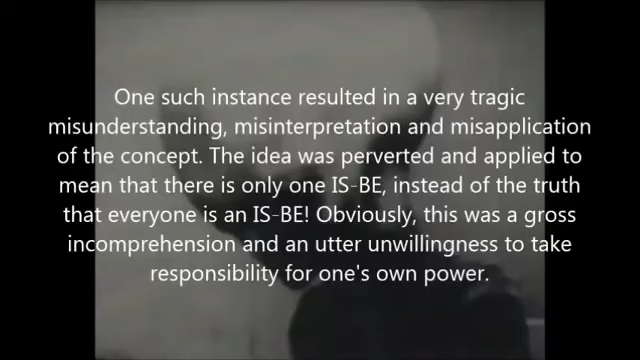 One such instance resulted in a very tragic
misunderstanding, misinterpretation and misapplication
of the concept. The idea was perverted and applied to
mean that there is only one IS-BE, instead of the truth
that everyone is an IS-BE! Obviously, this was a gross
incomprehension and an utter unwillingness to take
responsibility for one's own power.